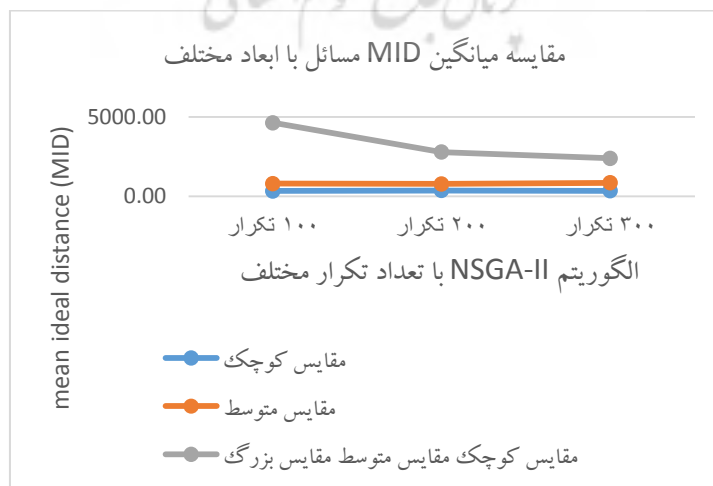 مقایسه میانگین MID مسائل با ابعاد مختلف
5000.00
0.00
mean ideal distance (MID)
۱۰۰ تکرار
۲۰۰ تکرار
۳۰۰ تکرار
الگوریتم NSGA-II با تعداد تکرار مختلف
مقایس کوچک
مقایس متوسط
مقایس کوچک مقایس متوسط مقایس بزرگ